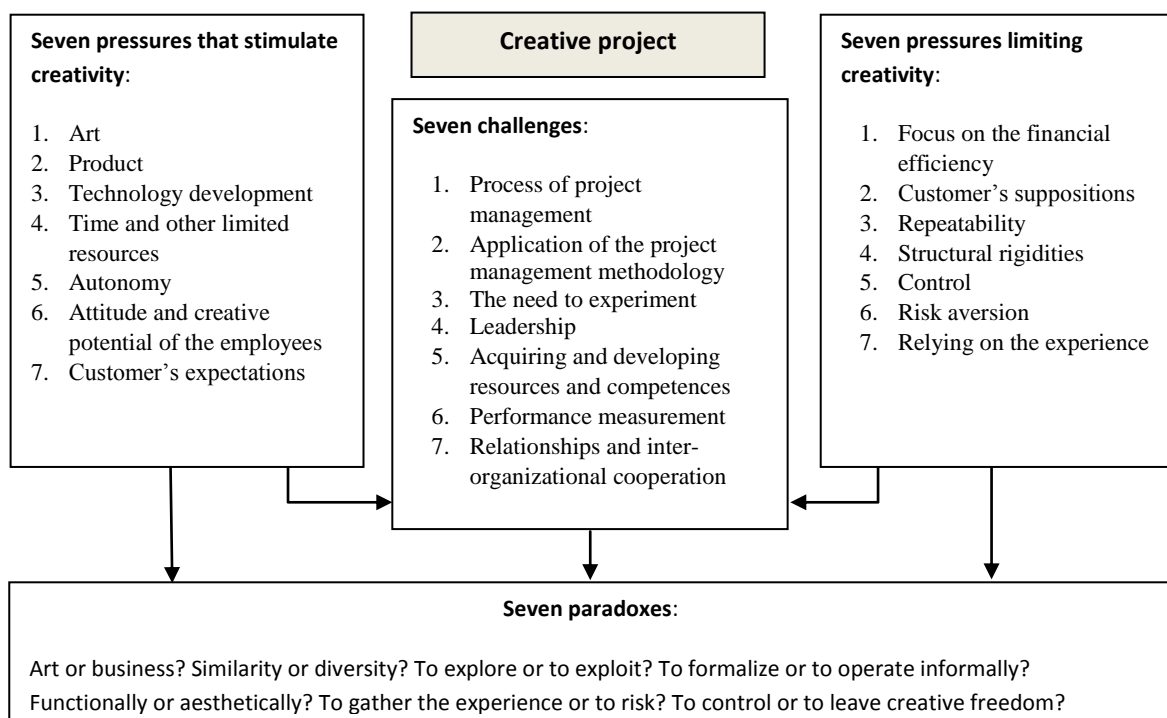 Seven pressures that stimulate
creativity:
1. Art
2. Product
3. Technology development
4. Time and other limited
resources
5. Autonomy
6. Attitude and creative
potential of the employees
7. Customer’s expectations
Creative project
Seven challenges:
1. Process of project
management
2. Application of the project
management methodology
3. The need to experiment
4. Leadership
5. Acquiring and developing
resources and competences
6. Performance measurement
7. Relationships and inter-
organizational cooperation
Seven pressures limiting
creativity:
1. Focus on the financial
efficiency
2. Customer’s suppositions
3. Repeatability
4. Structural rigidities
5. Control
6. Risk aversion
7. Relying on the experience
Seven paradoxes:
Art or business? Similarity or diversity? To explore or to exploit? To formalize or to operate informally?
Functionally or aesthetically? To gather the experience or to risk? To control or to leave creative freedom?